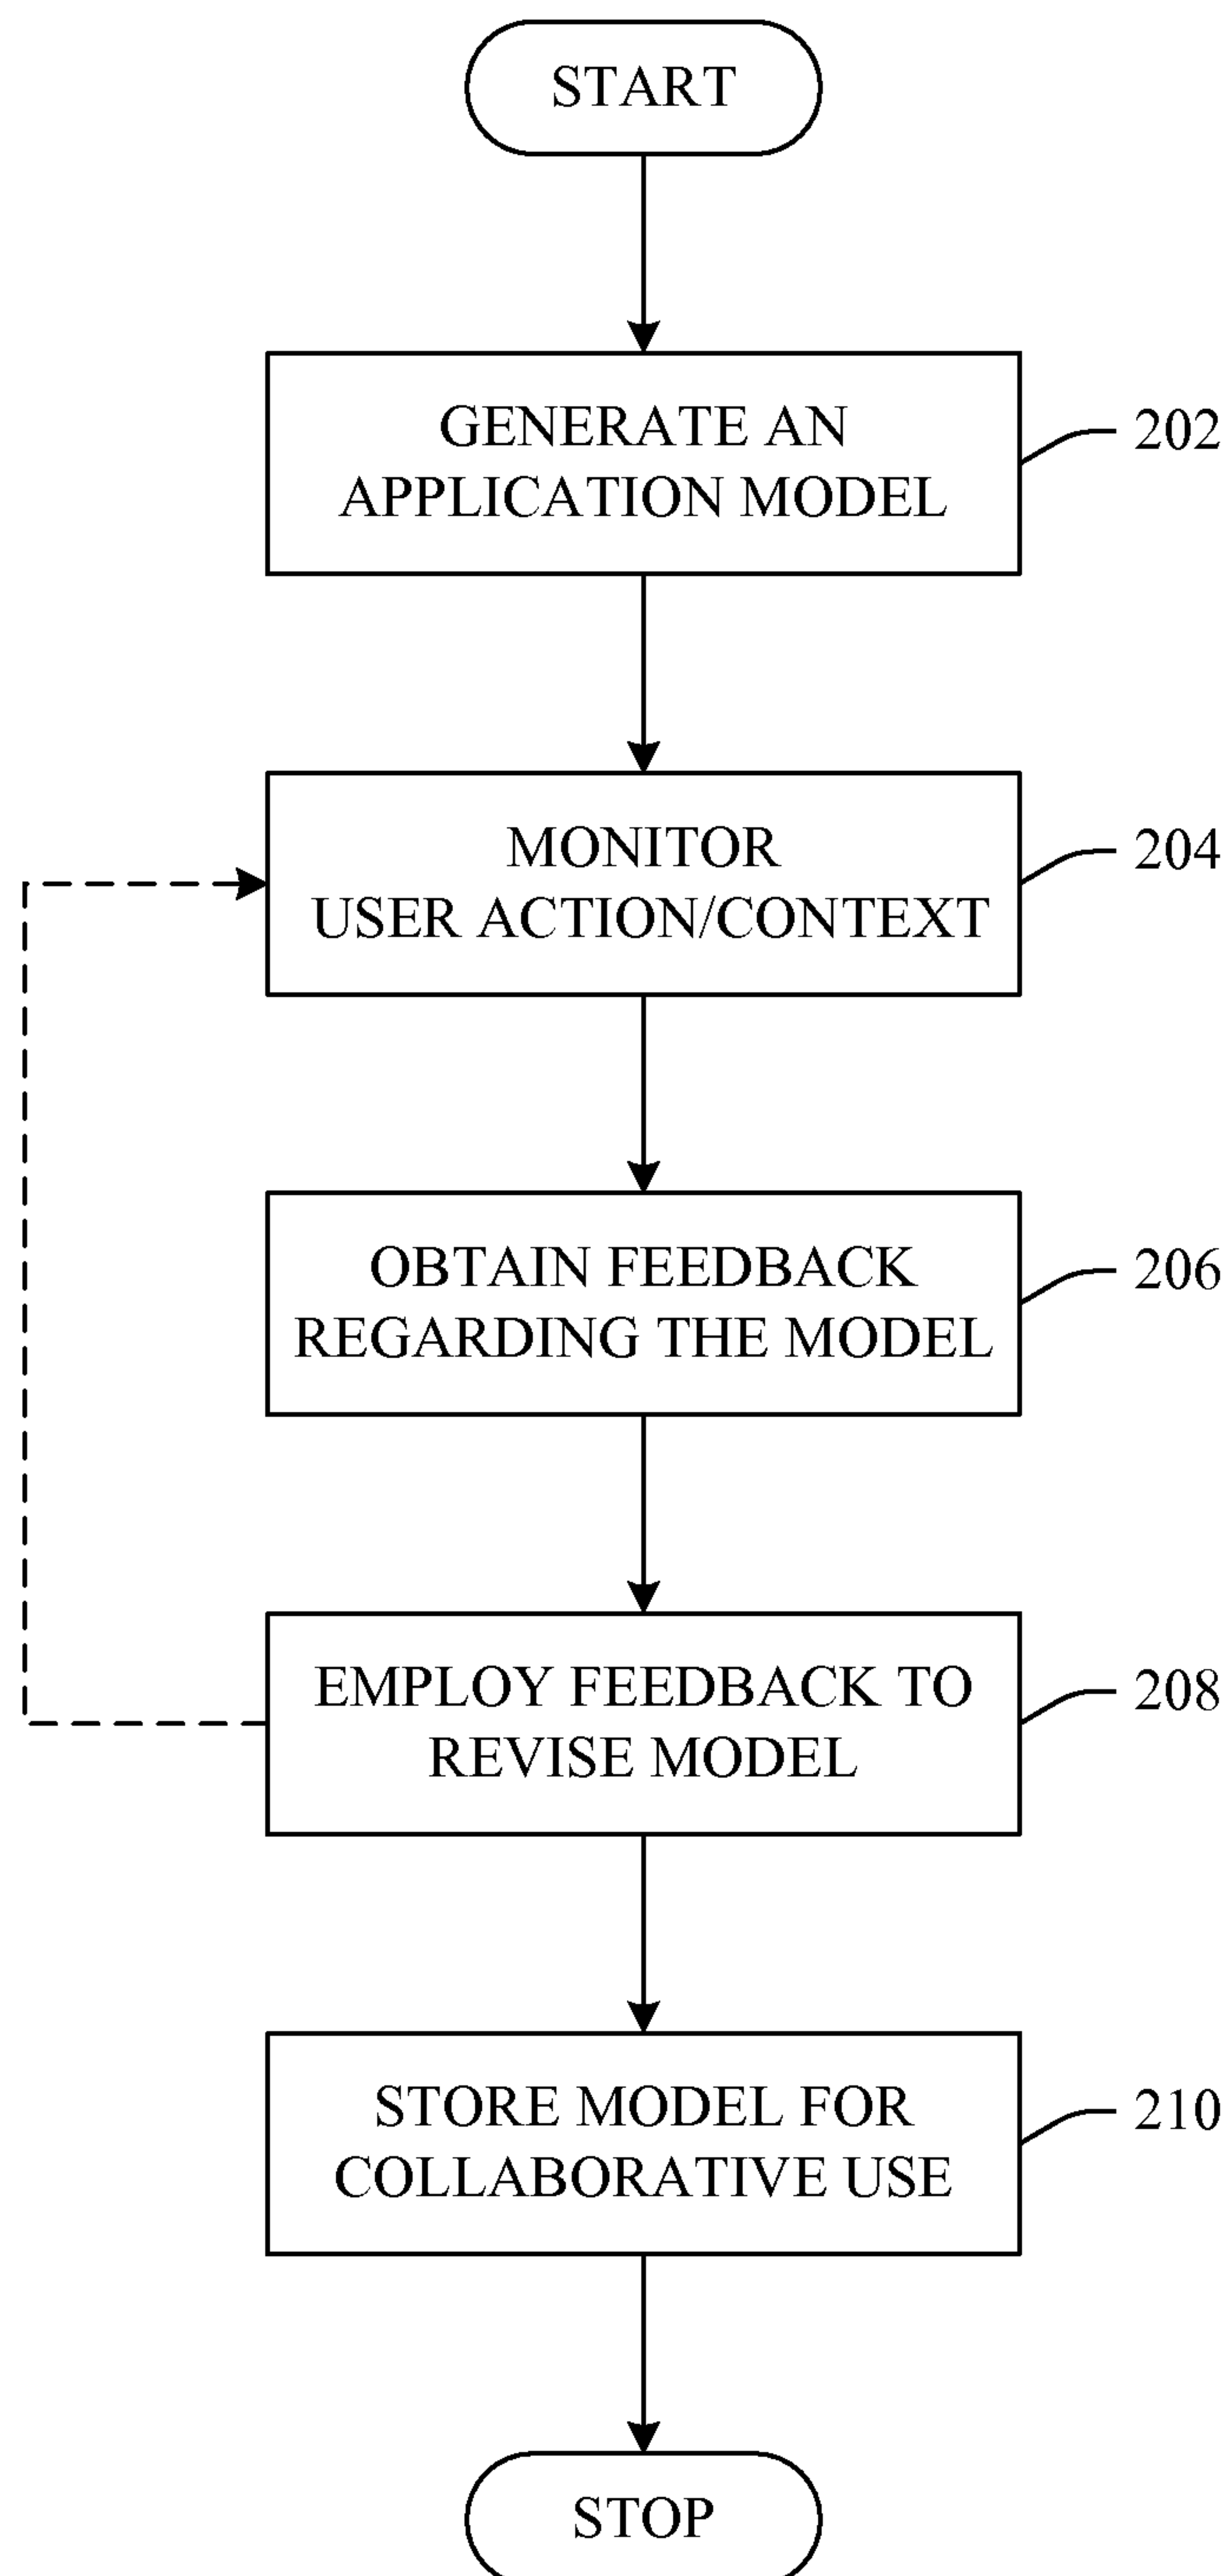 START
GENERATE AN
APPLICATION MODEL
202
MONITOR
USER ACTION/CONTEXT
204
OBTAIN FEEDBACK
REGARDING THE MODEL
206
EMPLOY FEEDBACK TO
REVISE MODEL
208
STORE MODEL FOR
COLLABORATIVE USE
210
STOP